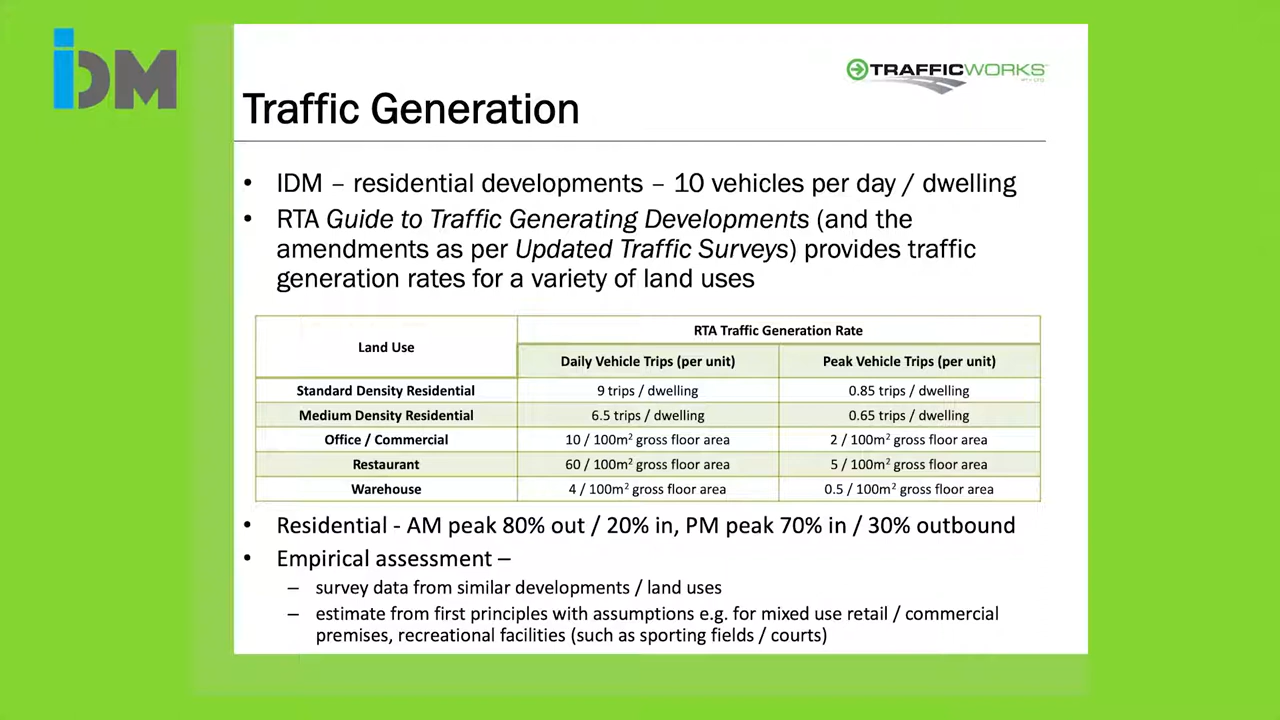 iDM
TRAFFICWORKS
Traffic Generation
• IDM – residential developments – 10 vehicles per day / dwelling
• RTA Guide to Traffic Generating Developments (and the
amendments as per Updated Traffic Surveys) provides traffic
generation rates for a variety of land uses
Land Use
RTA Traffic Generation Rate
Daily Vehicle Trips (per unit) Peak Vehicle Trips (per unit)
Standard Density Residential 9 trips / dwelling 0.85 trips / dwelling
Medium Density Residential 6.5 trips / dwelling 0.65 trips / dwelling
Office / Commercial 10 / 100m² gross floor area 2 / 100m² gross floor area
Restaurant 60 / 100m² gross floor area 5 / 100m² gross floor area
Warehouse 4 / 100m² gross floor area 0.5 / 100m² gross floor area
• Residential - AM peak 80% out / 20% in, PM peak 70% in / 30% outbound
• Empirical assessment –
– survey data from similar developments / land uses
– estimate from first principles with assumptions e.g. for mixed use retail / commercial
premises, recreational facilities (such as sporting fields / courts)